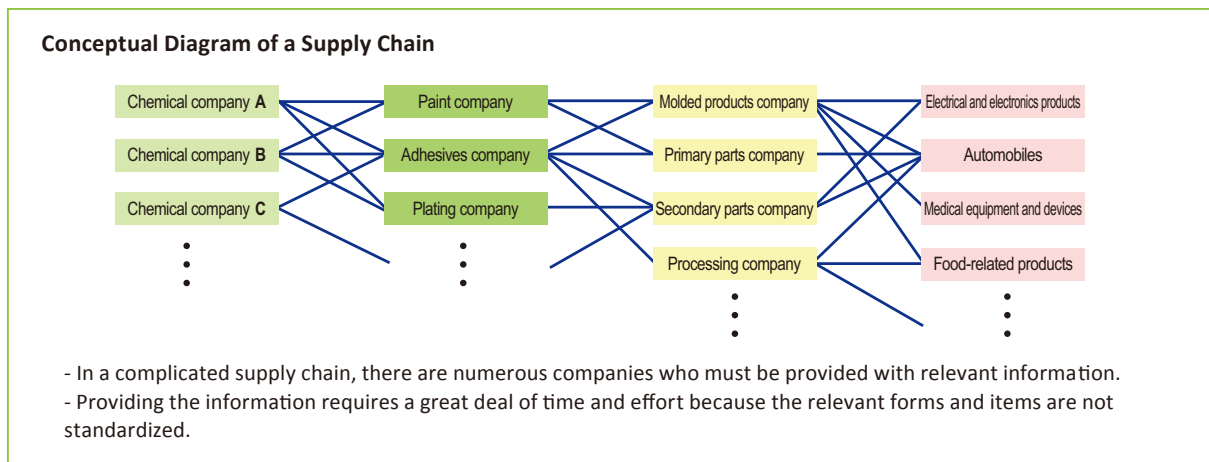 Conceptual Diagram of a Supply Chain
Chemical company A
Paint company
Molded products company
Electrical and electronics products
Chemical company B
Adhesives company
Primary parts company
Automobiles
Chemical company C
Plating company
Secondary parts company
Medical equipment and devices
Processing company
Food-related products
- In a complicated supply chain, there are numerous companies who must be provided with relevant information.
- Providing the information requires a great deal of time and effort because the relevant forms and items are not
standardized.